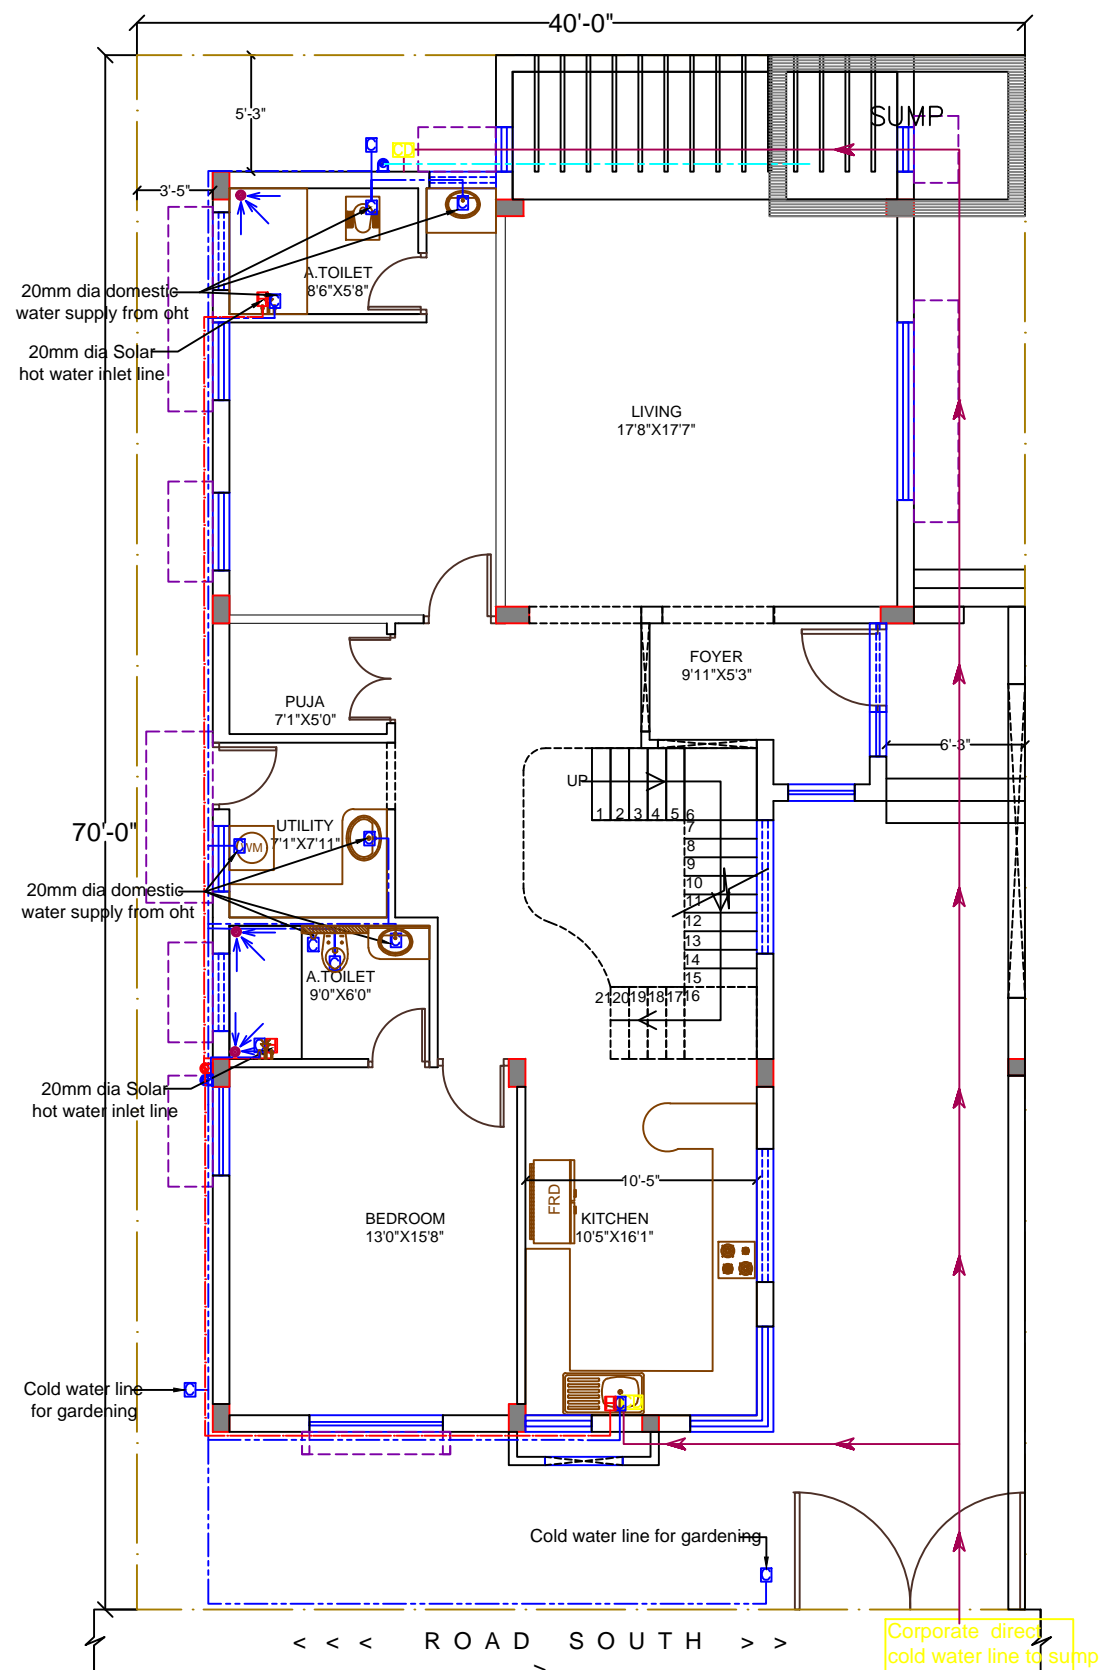 40'-0"
5'-3"
SUMP
3'-5"
A.TOILET
8'6"X5'8"
20mm dia domestic
water supply from oht
20mm dia Solar
hot water inlet line
LIVING
17'8"X17'7"
FOYER
9'11"X5'3"
PUJA
7'1"X5'0"
6'-3"
UP
1 2 3 4 5 6
7
8
9
10
11
12
13
14
15
21 20 19 18 17 16
70'-0"
UTILITY
7'1"X7'11"
WM
20mm dia domestic
water supply from oht
A.TOILET
9'0"X6'0"
20mm dia Solar
hot water inlet line
10'-5"
FRD
BEDROOM
13'0"X15'8"
KITCHEN
10'5"X16'1"
Cold water line
for gardening
Cold water line for gardening
< < < ROAD SOUTH > >
>
Corporate direct
cold water line to sump